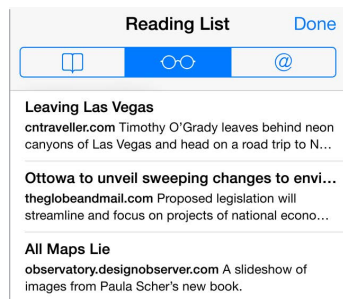 Reading List Done
@
Leaving Las Vegas
cntraveller.com Timothy O'Grady leaves behind neon
canyons of Las Vegas and head on a road trip to N...
Ottowa to unveil sweeping changes to envi...
theglobeandmail.com Proposed legislation will
streamline and focus on projects of national econo...
All Maps Lie
observatory.designobserver.com A slideshow of
images from Paula Scher's new book.